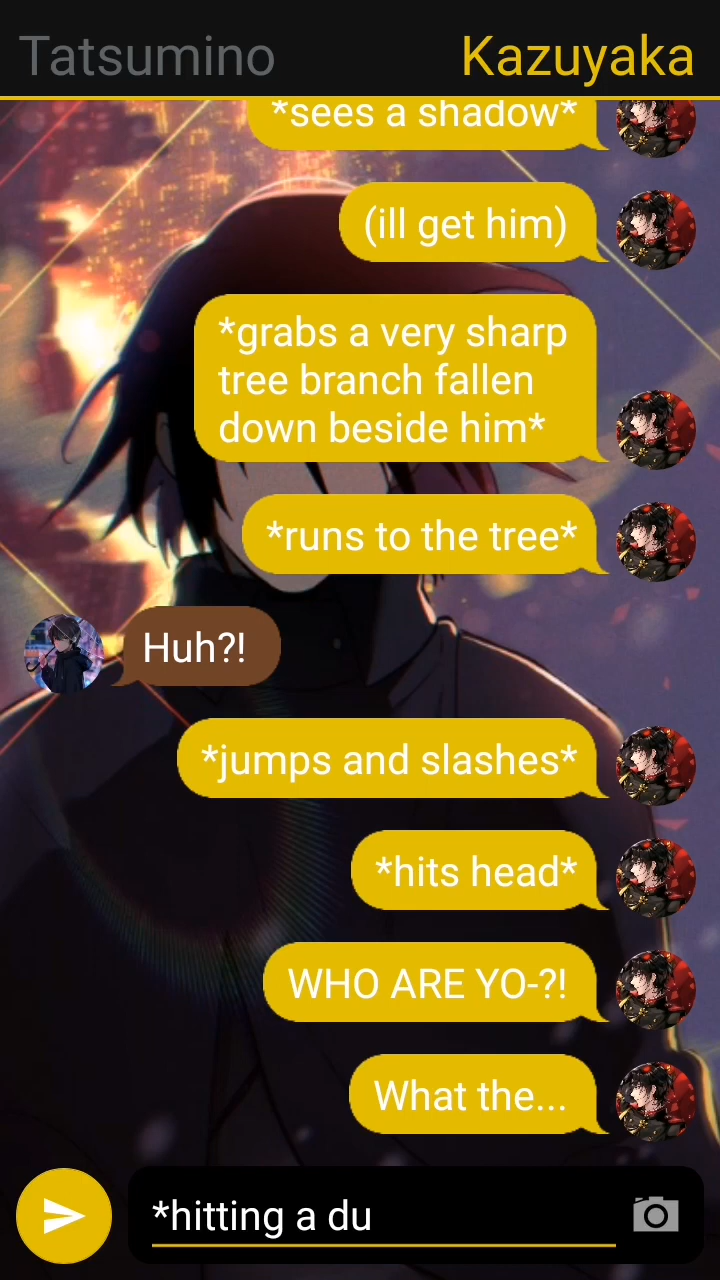 Tatsumino
Kazuyaka
*sees a shadow*
(ill get him)
*grabs a very sharp
tree branch fallen
down beside him*
*runs to the tree*
Huh?!
*jumps and slashes*
*hits head*
WHO ARE YO-?!
What the...
*hitting a du